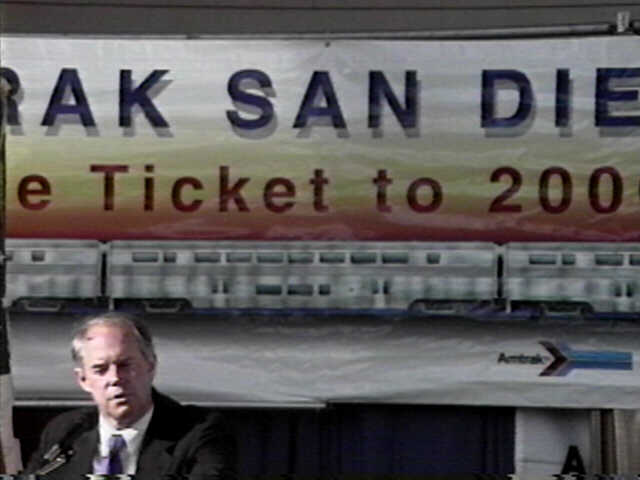 RAK SAN DIE
e Ticket to 200
Amtrak
A